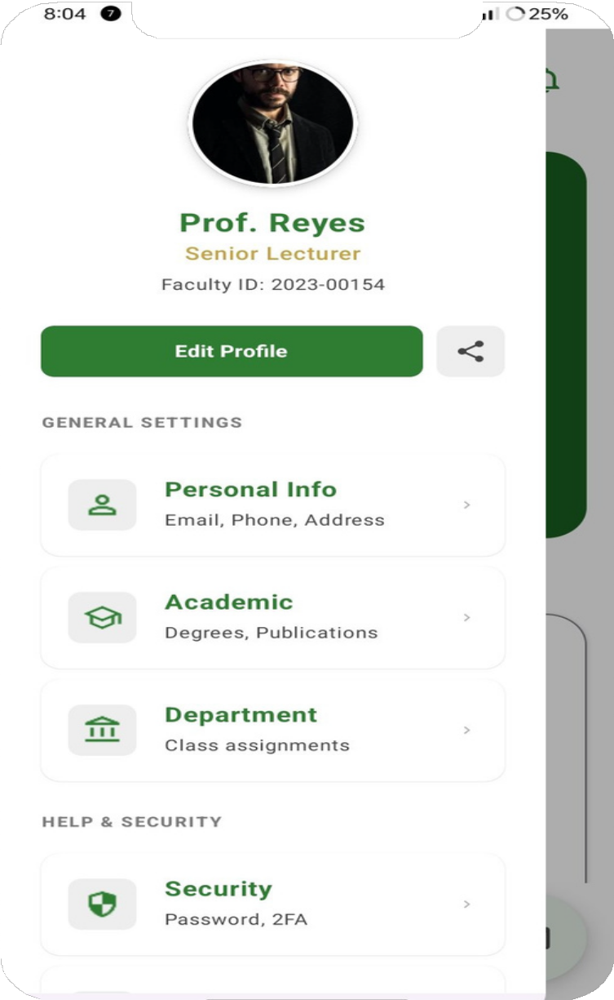 8:04
7
25%
Prof. Reyes
Senior Lecturer
Faculty ID: 2023-00154
Edit Profile
GENERAL SETTINGS
Personal Info
Email, Phone, Address
Academic
Degrees, Publications
Department
Class assignments
HELP & SECURITY
Security
Password, 2FA